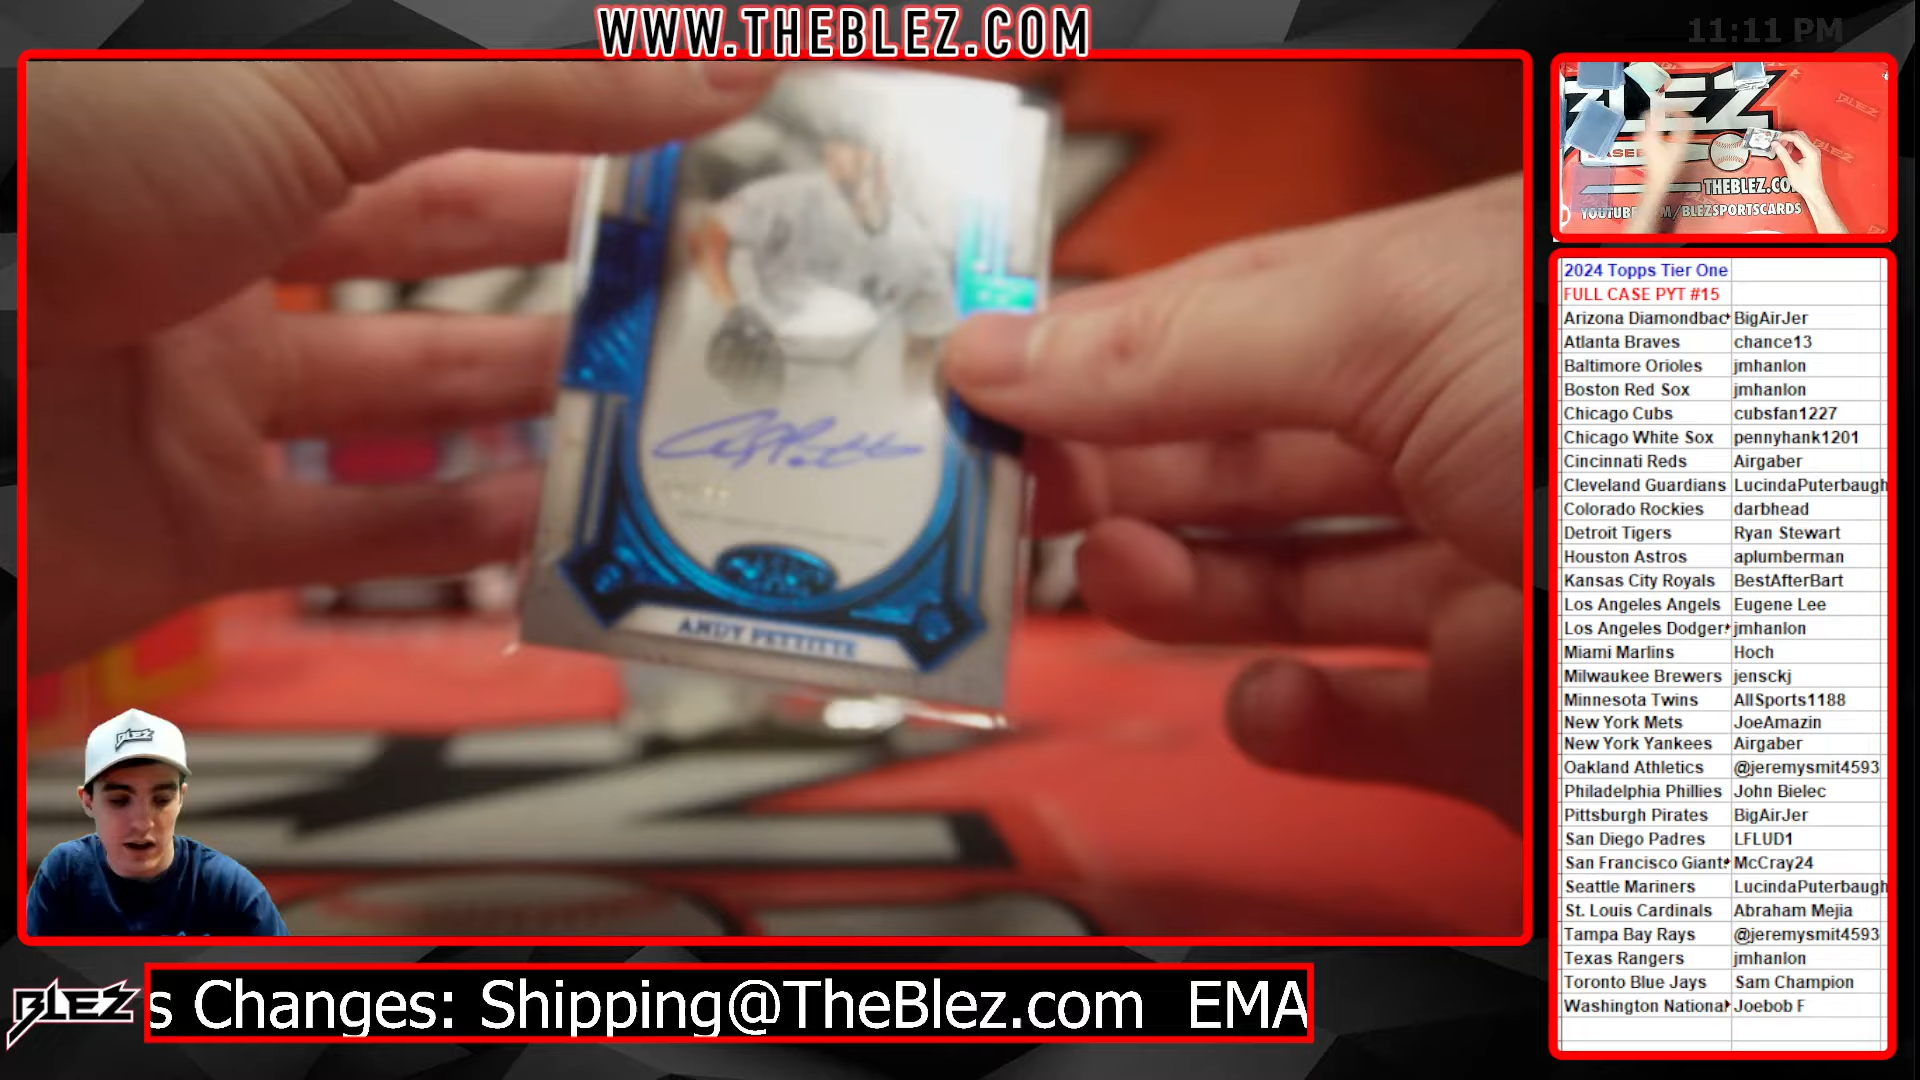 WWW.THEBLEZ.COM
11:11 PM
BLEZ
BLEZ
THEBLEZ.CO
YOUTUB M/BLEZSPORTSCARDS
2024 Topps Tier One
FULL CASE PYT #15
Arizona Diamondbac BigAirJer
Atlanta Braves chance13
Baltimore Orioles jmhanlon
Boston Red Sox jmhanlon
Chicago Cubs cubsfan1227
Chicago White Sox pennyhank1201
Cincinnati Reds Airgaber
Cleveland Guardians LucindaPuterbaugh
Colorado Rockies darbhead
Detroit Tigers Ryan Stewart
Houston Astros aplumberman
Kansas City Royals BestAfterBart
Los Angeles Angels Eugene Lee
Los Angeles Dodger jmhanlon
Miami Marlins Hoch
Milwaukee Brewers jensckj
Minnesota Twins AllSports1188
New York Mets JoeAmazin
New York Yankees Airgaber
Oakland Athletics @jeremysmit4593
Philadelphia Phillies John Bielec
Pittsburgh Pirates BigAirJer
San Diego Padres LFLUD1
San Francisco Giant McCray24
Seattle Mariners LucindaPuterbaugh
St. Louis Cardinals Abraham Mejia
Tampa Bay Rays @jeremysmit4593
Texas Rangers jmhanlon
Toronto Blue Jays Sam Champion
Washington National Joebob F
ANDY PETTITTE
BLEZ
BLEZ
s Changes: Shipping@TheBlez.com EMA